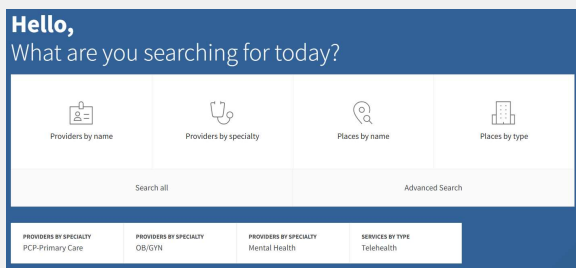 Hello,
What are you searching for today?
Providers by name
Providers by specialty
Places by name
Places by type
Search all
Advanced Search
PROVIDERS BY SPECIALTY
PCP-Primary Care
PROVIDERS BY SPECIALTY
OB/GYN
PROVIDERS BY SPECIALTY
Mental Health
SERVICES BY TYPE
Telehealth